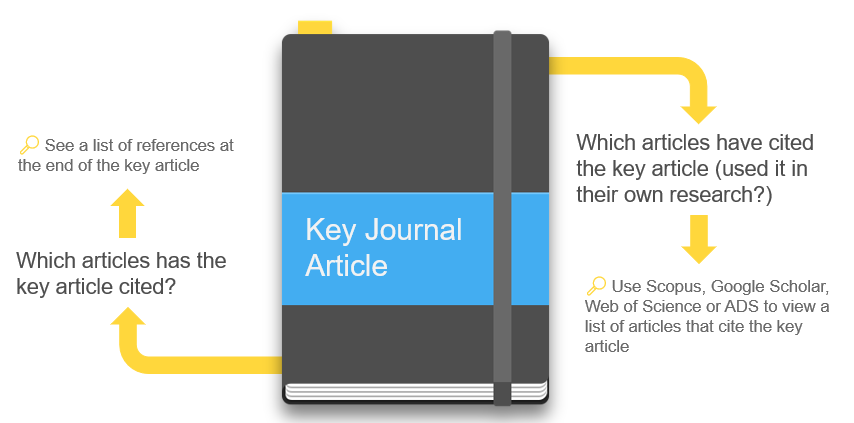 See a list of references at
the end of the key article
Which articles has the
key article cited?
Key Journal
Article
Which articles have cited
the key article (used it in
their own research?)
Use Scopus, Google Scholar,
Web of Science or ADS to view a
list of articles that cite the key
article